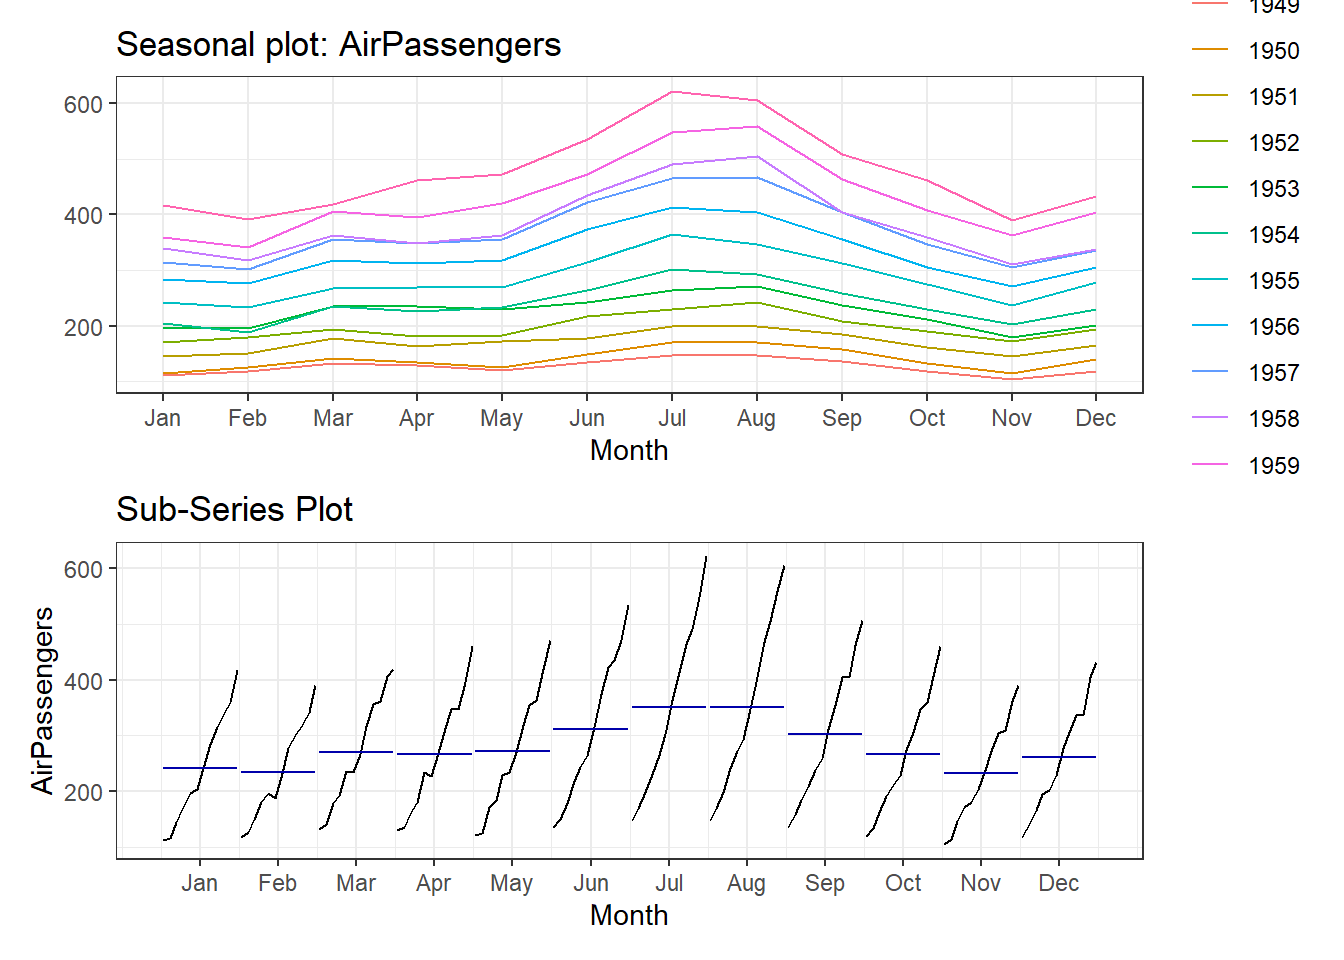 Seasonal plot: AirPassengers
600
400
200
Jan Feb Mar Apr May Jun Jul Aug Sep Oct Nov Dec
Month
1949
1950
1951
1952
1953
1954
1955
1956
1957
1958
1959
Sub-Series Plot
AirPassengers
600
400
200
Jan Feb Mar Apr May Jun Jul Aug Sep Oct Nov Dec
Month